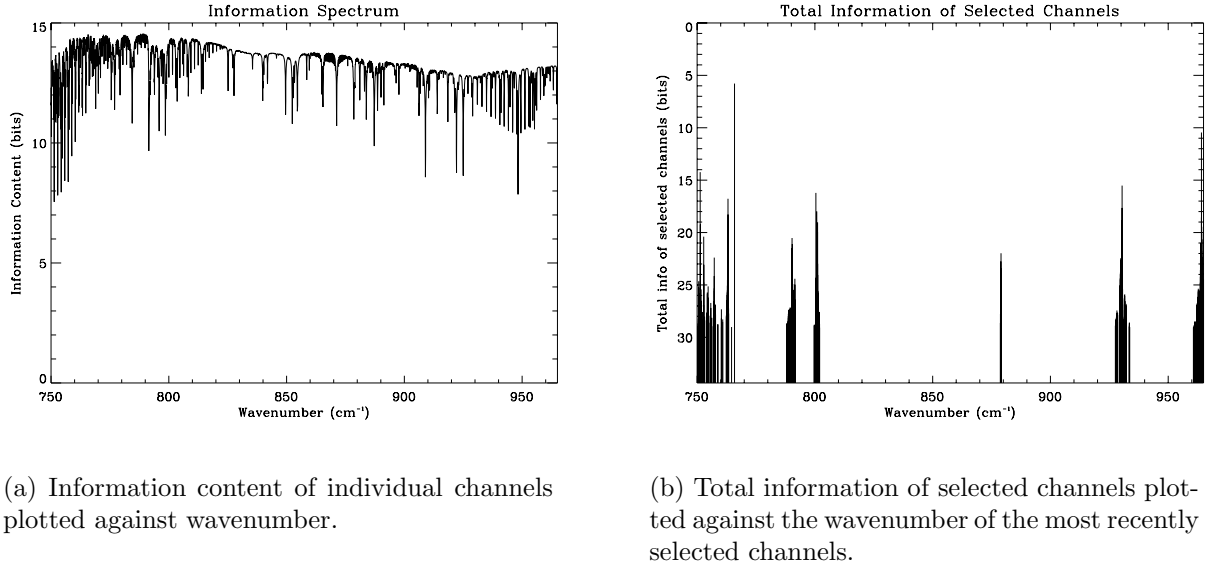 Information Spectrum
15
10
5
0
Information Content (bits)
750 800 850 900 950
Wavenumber (cm⁻¹)
Total Information of Selected Channels
0
5
10
15
20
25
30
Total info of selected channels (bits)
750 800 850 900 950
Wavenumber (cm⁻¹)
(a) Information content of individual channels
plotted against wavenumber.
(b) Total information of selected channels plot-
ted against the wavenumber of the most recently
selected channels.